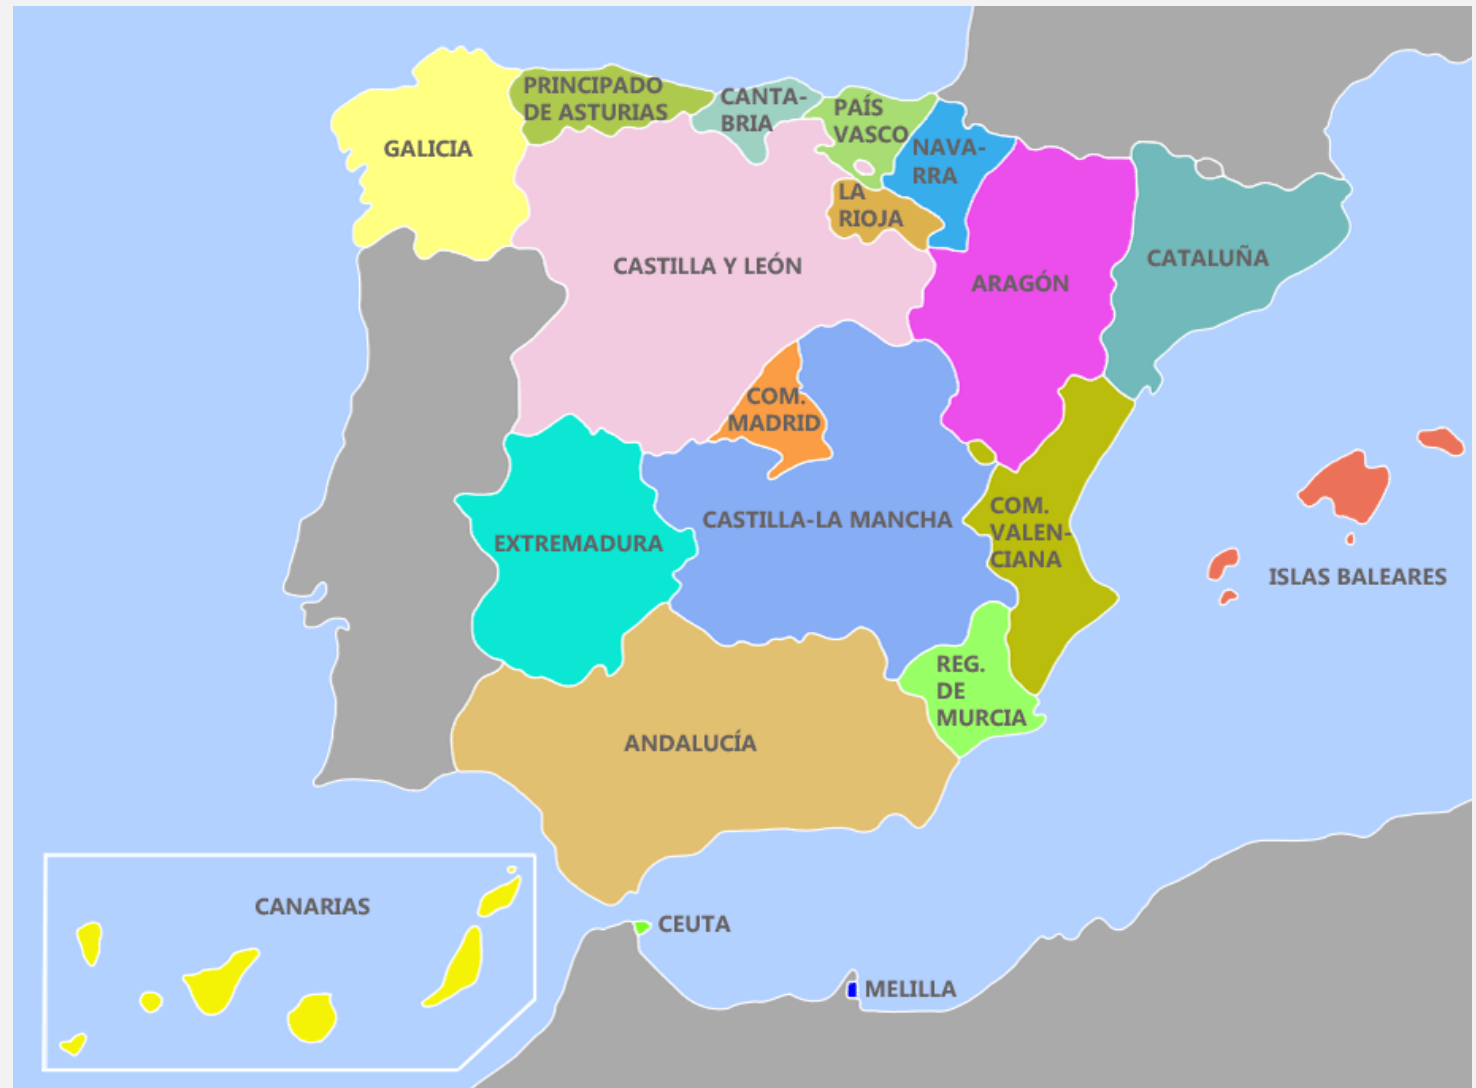 PRINCIPADO
DE ASTURIAS
CANTA-
BRIA
PAÍS
VASCO
GALICIA
NAVA-
RRA
LA
RIOJA
CASTILLA Y LEÓN
ARAGÓN
CATALUÑA
COM.
MADRID
CASTILLA-LA MANCHA
COM.
VALEN-
CIANA
EXTREMADURA
ISLAS BALEARES
REG.
DE
MURCIA
ANDALUCÍA
CANARIAS
CEUTA
MELILLA